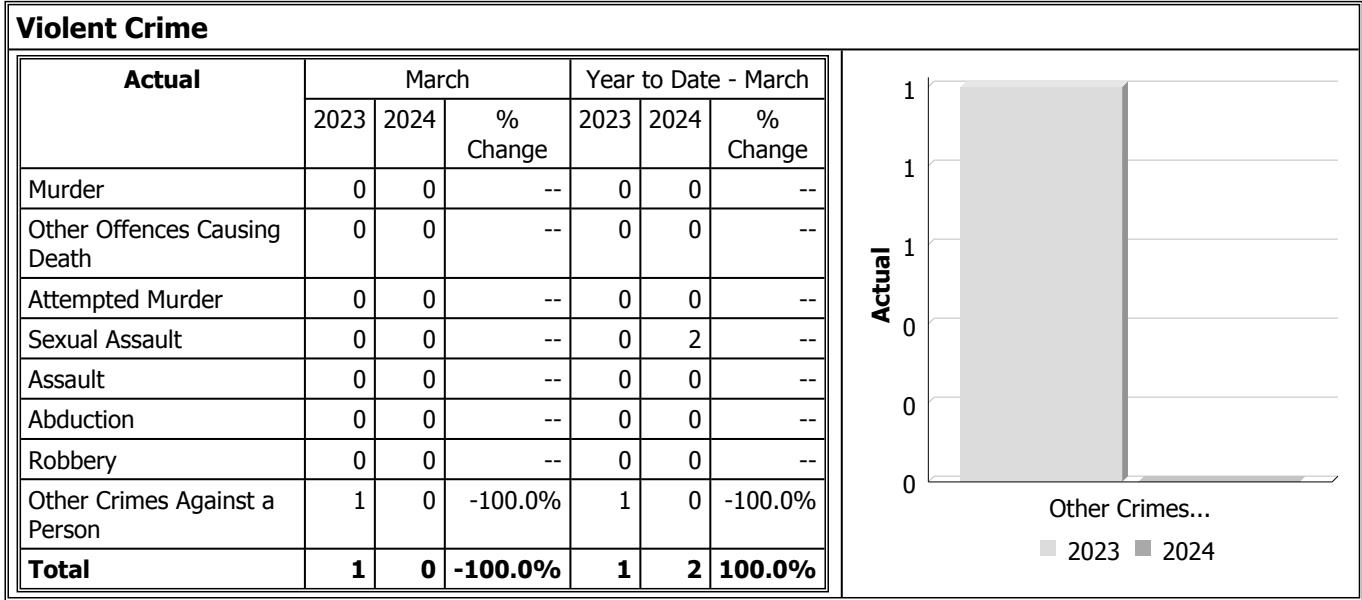 Violent Crime
Actual March Year to Date - March
2023 2024 % Change 2023 2024 % Change
Murder 0 0 -- 0 0 --
Other Offences Causing Death 0 0 -- 0 0 --
Attempted Murder 0 0 -- 0 0 --
Sexual Assault 0 0 -- 0 2 --
Assault 0 0 -- 0 0 --
Abduction 0 0 -- 0 0 --
Robbery 0 0 -- 0 0 --
Other Crimes Against a Person 1 0 -100.0% 1 0 -100.0%
Total 1 0 -100.0% 1 2 100.0%
Actual
1
1
1
0
0
0
Other Crimes...
2023 2024